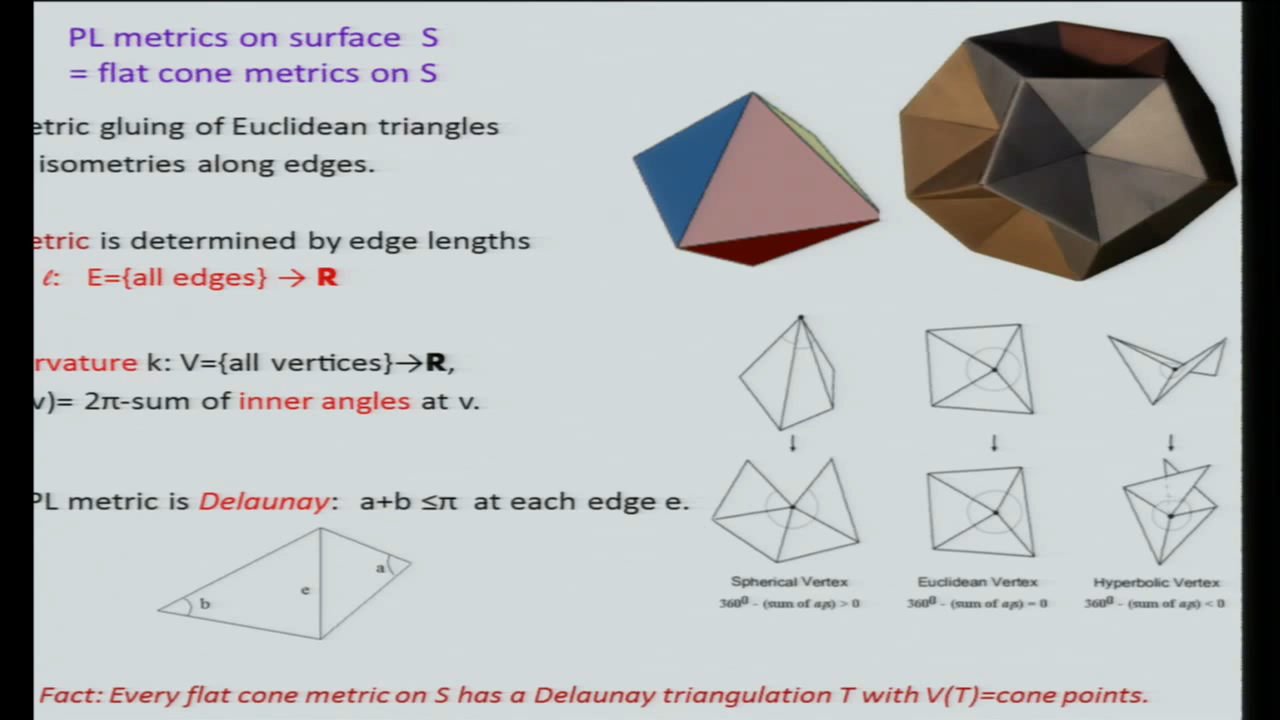 PL metrics on surface S
= flat cone metrics on S
etric gluing of Euclidean triangles
isometries along edges.
etric is determined by edge lengths
ℓ: E={all edges} → R
rvature k: V={all vertices}→R,
v)= 2π-sum of inner angles at v.
PL metric is Delaunay: a+b ≤π at each edge e.
b e a
Spherical Vertex Euclidean Vertex Hyperbolic Vertex
360⁰ - (sum of aᵢs) > 0 360⁰ - (sum of aᵢs) = 0 360⁰ - (sum of aᵢs) < 0
Fact: Every flat cone metric on S has a Delaunay triangulation T with V(T)=cone points.